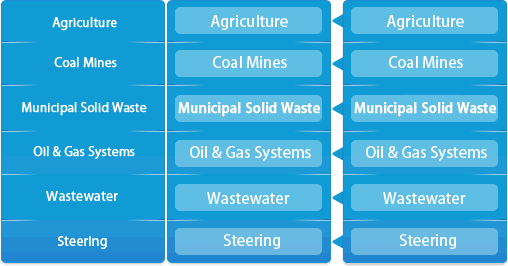 Agriculture
Agriculture
Agriculture
Coal Mines
Coal Mines
Coal Mines
Municipal Solid Waste
Municipal Solid Waste
Municipal Solid Waste
Oil & Gas Systems
Oil & Gas Systems
Oil & Gas Systems
Wastewater
Wastewater
Wastewater
Steering
Steering
Steering